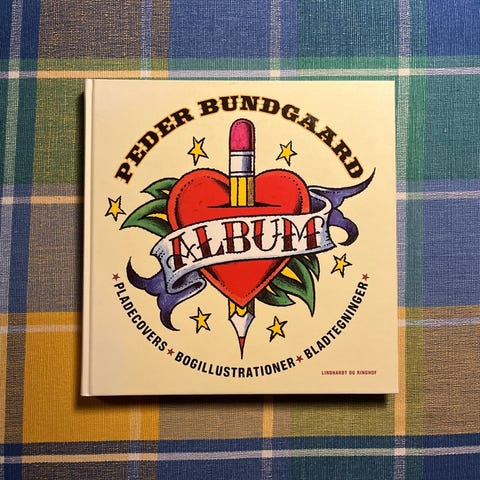 PEDER BUNDGAARD
ALBUM
★PLADECOVERS★BOGILLUSTRATIONER★BLADTEGNINGER★
LINDHARDT OG RINGHOF